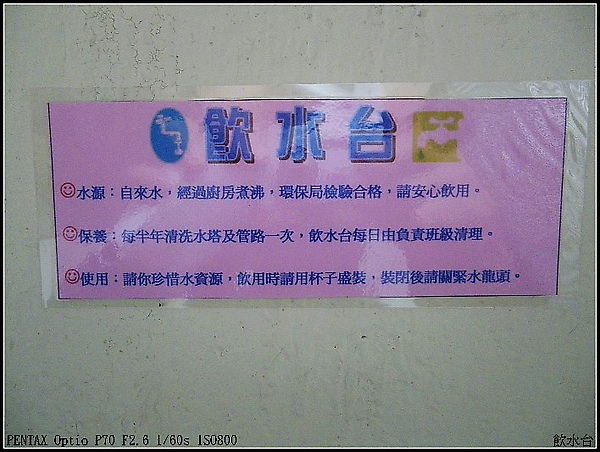 飲水台
水源：自來水，經過廚房煮沸，環保局檢驗合格，請安心飲用。
保養：每半年清洗水塔及管路一次，飲水台每日由負責班級清理。
使用：請你珍惜水資源，飲用時請用杯子盛裝，裝閉後請關緊水龍頭。
PENTAX Optio P70 F2.6 1/60s ISO800
飲水台